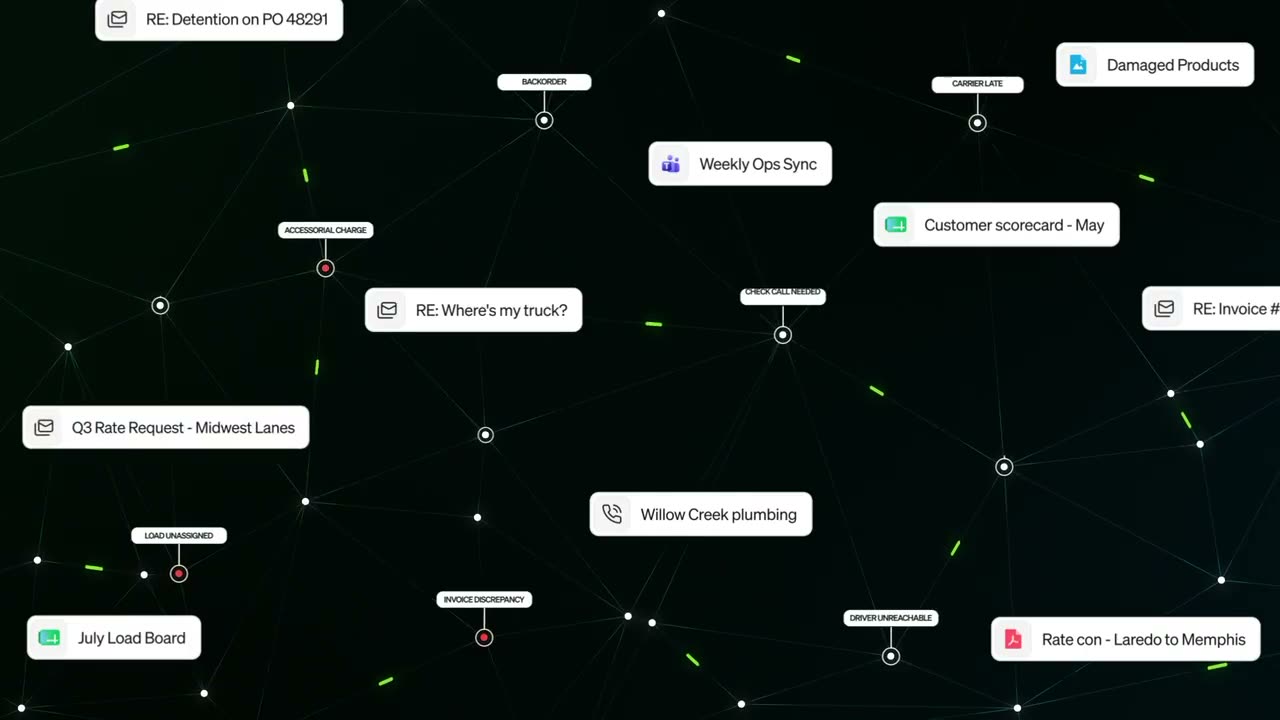 RE: Detention on PO 48291
Damaged Products
BACKORDER
CARRIER LATE
Weekly Ops Sync
Customer scorecard - May
ACCESSORIAL CHARGE
CHECK CALL NEEDED
RE: Where's my truck?
RE: Invoice #
Q3 Rate Request - Midwest Lanes
Willow Creek plumbing
LOAD UNASSIGNED
INVOICE DISCREPANCY
DRIVER UNREACHABLE
July Load Board
Rate con - Laredo to Memphis